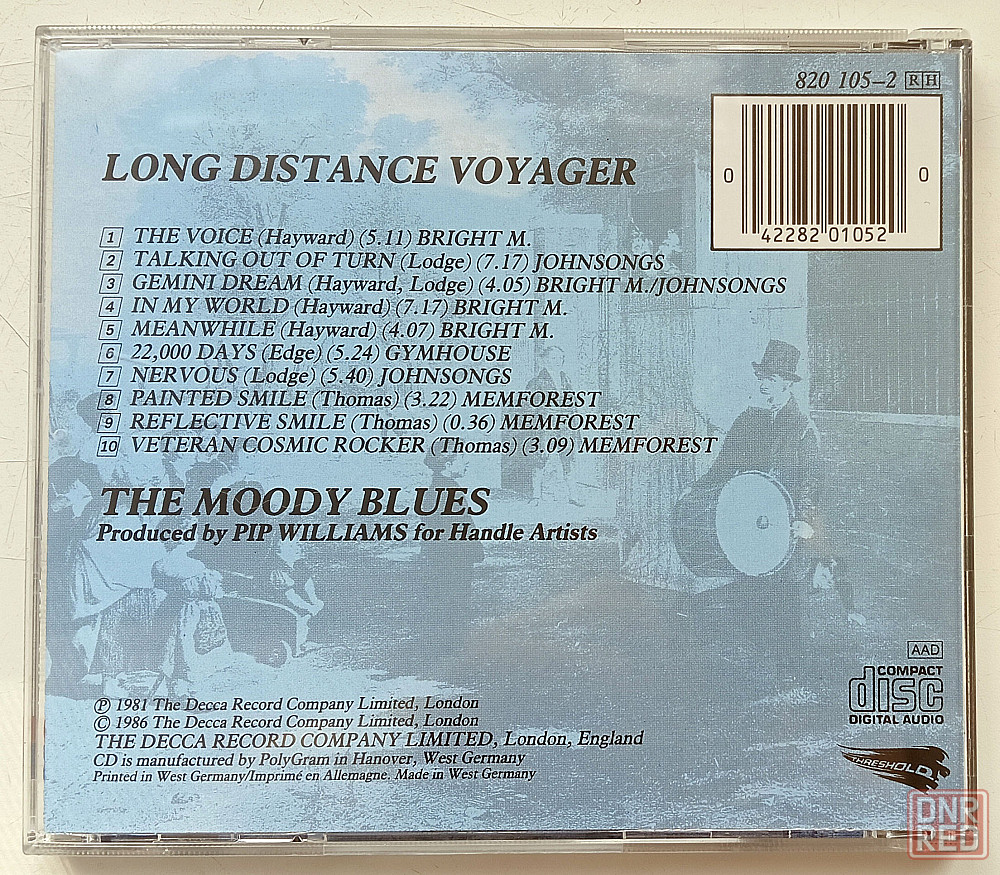 820 105-2 RH
0 42282 01052 0
LONG DISTANCE VOYAGER
1 THE VOICE (Hayward) (5.11) BRIGHT M.
2 TALKING OUT OF TURN (Lodge) (7.17) JOHNSONGS
3 GEMINI DREAM (Hayward, Lodge) (4.05) BRIGHT M./JOHNSONGS
4 IN MY WORLD (Hayward) (7.17) BRIGHT M.
5 MEANWHILE (Hayward) (4.07) BRIGHT M.
6 22,000 DAYS (Edge) (5.24) GYMHOUSE
7 NERVOUS (Lodge) (5.40) JOHNSONGS
8 PAINTED SMILE (Thomas) (3.22) MEMFOREST
9 REFLECTIVE SMILE (Thomas) (0.36) MEMFOREST
10 VETERAN COSMIC ROCKER (Thomas) (3.09) MEMFOREST
THE MOODY BLUES
Produced by PIP WILLIAMS for Handle Artists
AAD
COMPACT
disc
DIGITAL AUDIO
℗ 1981 The Decca Record Company Limited, London
© 1986 The Decca Record Company Limited, London
THE DECCA RECORD COMPANY LIMITED, London, England
CD is manufactured by PolyGram in Hanover, West Germany
Printed in West Germany/Imprimé en Allemagne. Made in West Germany
THRESHOLD
DNR
RED